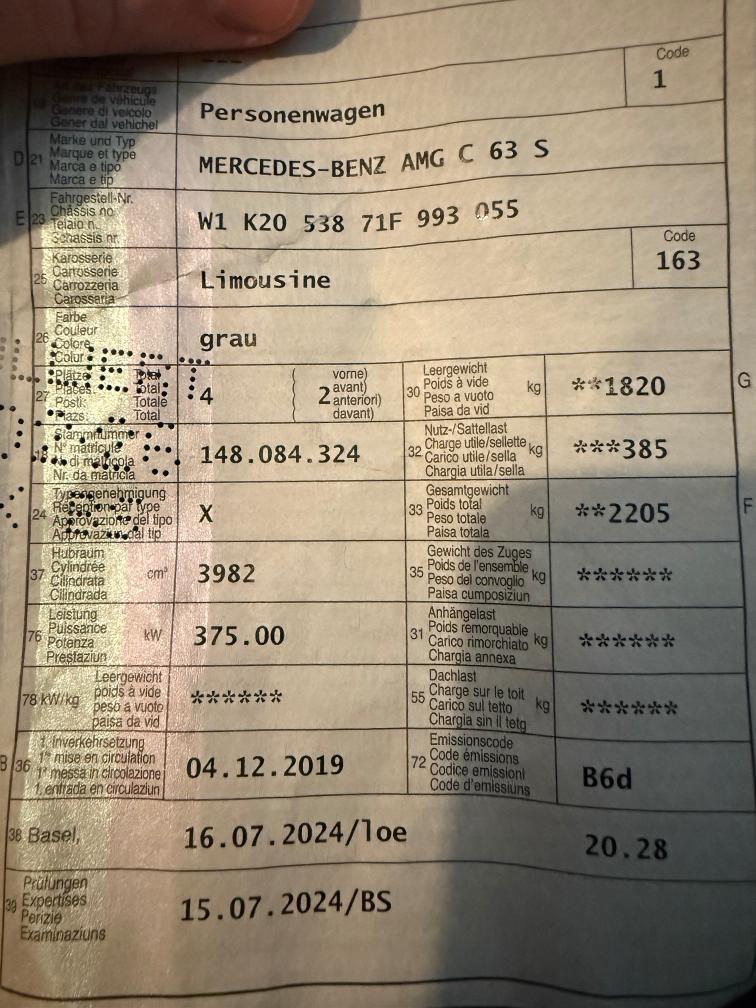 ---
Art des Fahrzeugs
Genre de véhicule
Genere di veicolo
Gener dal vehichel
19
Personenwagen
Code
1
D 21 Marke und Typ
Marque et type
Marca e tipo
Marca e tip
MERCEDES-BENZ AMG C 63 S
E 23 Fahrgestell-Nr.
Châssis no
Telaio n.
Schassis nr.
W1 K20 538 71F 993 055
25 Karosserie
Carrosserie
Carrozzeria
Carossaria
Limousine
Code
163
26 Farbe
Couleur
Colore
Colur
grau
27 Plätze Total
Places Total
Posti. Totale
Plazs. Total
4
( 2 vorne)
avant)
anteriori)
davant)
30 Leergewicht
Poids à vide
Peso a vuoto
Paisa da vid
kg
**1820
G
18 Stammnummer
N° matricule
N° di matricola
Nr. da matricla
148.084.324
32 Nutz-/Sattellast
Charge utile/sellette
Carico utile/sella
Chargia utila/sella
kg
***385
24 Typengenehmigung
Réception par type
Approvazione del tipo
Approvaziun dal tip
X
33 Gesamtgewicht
Poids total
Peso totale
Paisa totala
kg
**2205
F
37 Hubraum
Cylindrée
Cilindrata
Cilindrada
cm³
3982
35 Gewicht des Zuges
Poids de l'ensemble
Peso del convoglio
Paisa cumposiziun
kg
******
76 Leistung
Puissance
Potenza
Prestaziun
kW
375.00
31 Anhängelast
Poids remorquable
Carico rimorchiato
Chargia annexa
kg
******
78 kW/kg
Leergewicht
poids à vide
peso à vuoto
paisa da vid
******
55 Dachlast
Charge sur le toit
Carico sul tetto
Chargia sin il tetg
kg
******
B 36 1. Inverkehrsetzung
1re mise en circulation
1a messa in circolazione
1. entrada en circulaziun
04.12.2019
72 Emissionscode
Code émissions
Codice emissioni
Code d'emissiuns
B6d
38 Basel,
16.07.2024/loe
20.28
39 Prüfungen
Expertises
Perizie
Examinaziuns
15.07.2024/BS